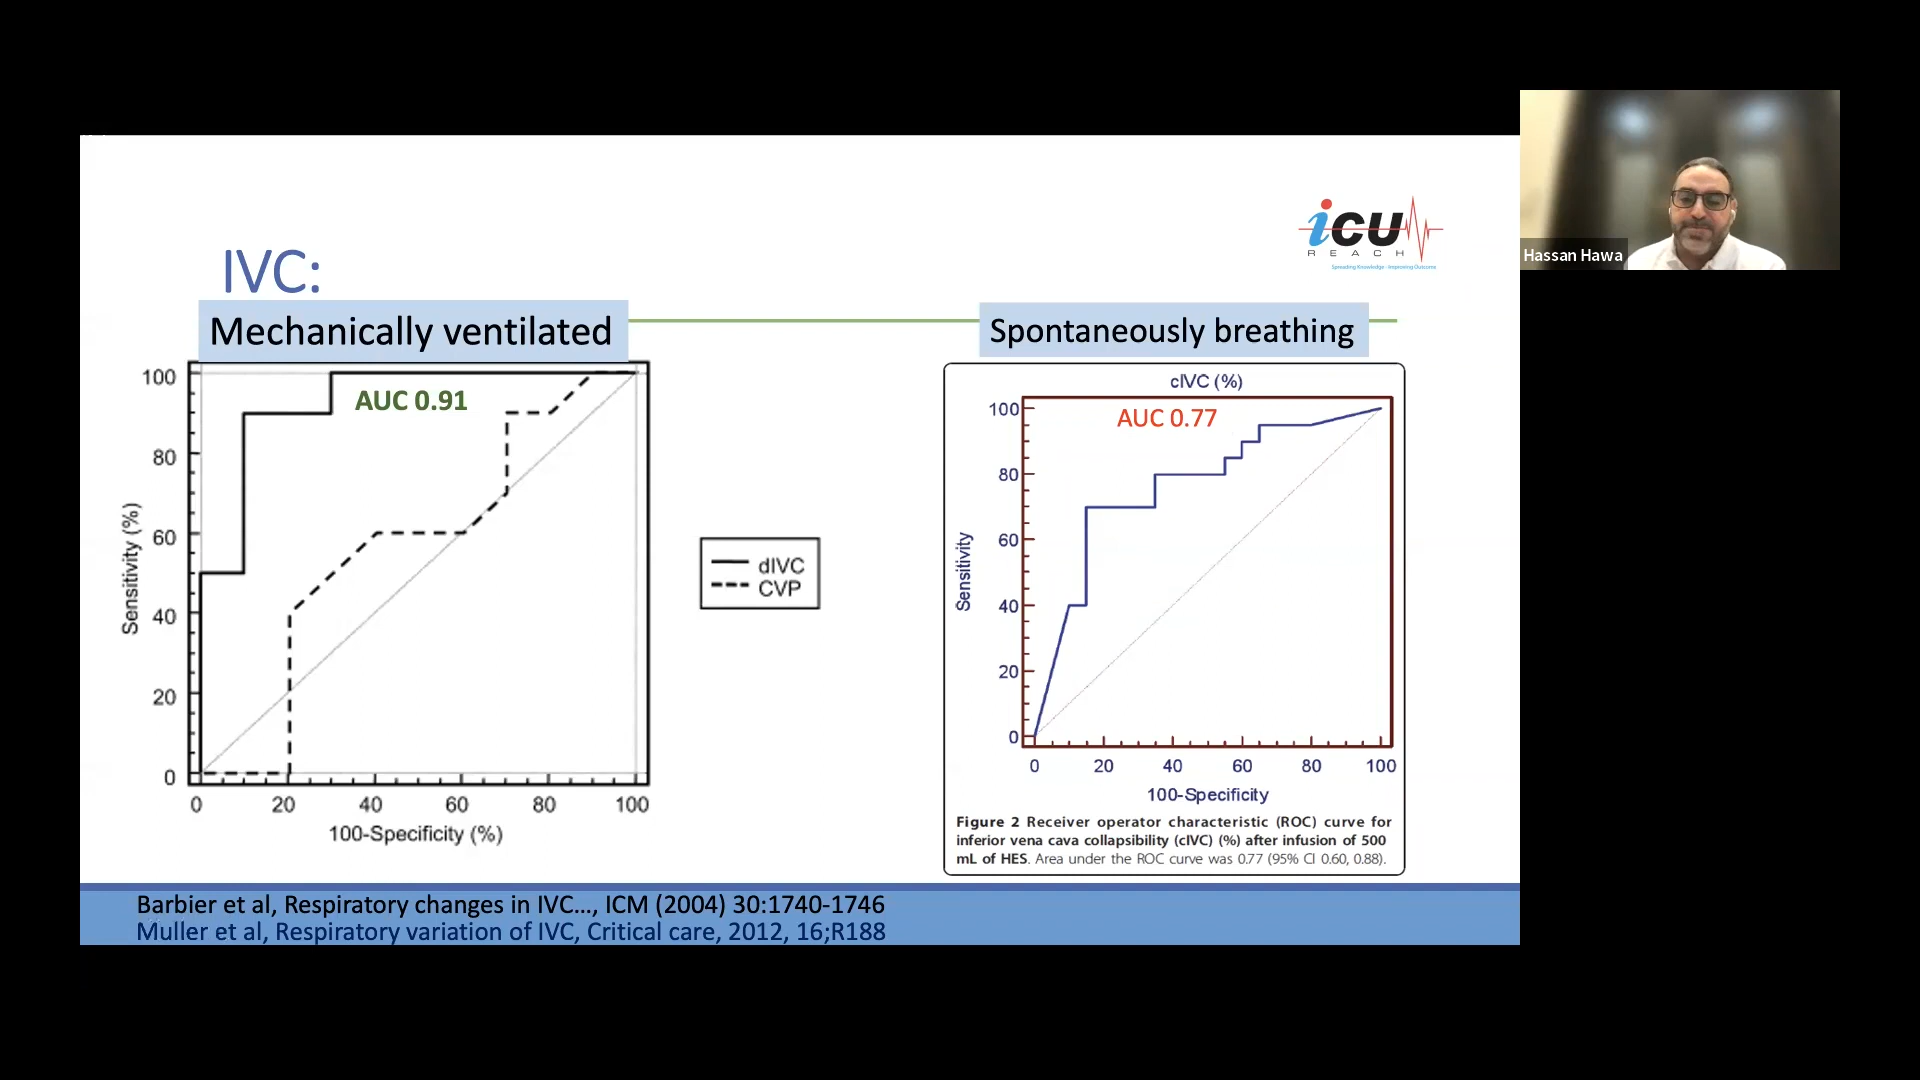 iCU
REACH
Spreading Knowledge - Improving Outcome
Hassan Hawa
IVC:
Mechanically ventilated
Spontaneously breathing
AUC 0.91
100
80
60
40
20
0
Sensitivity (%)
0 20 40 60 80 100
100-Specificity (%)
dIVC
CVP
cIVC (%)
AUC 0.77
100
80
60
40
20
0
Sensitivity
0 20 40 60 80 100
100-Specificity
Figure 2 Receiver operator characteristic (ROC) curve for
inferior vena cava collapsibility (cIVC) (%) after infusion of 500
mL of HES. Area under the ROC curve was 0.77 (95% CI 0.60, 0.88).
Barbier et al, Respiratory changes in IVC..., ICM (2004) 30:1740-1746
Muller et al, Respiratory variation of IVC, Critical care, 2012, 16;R188